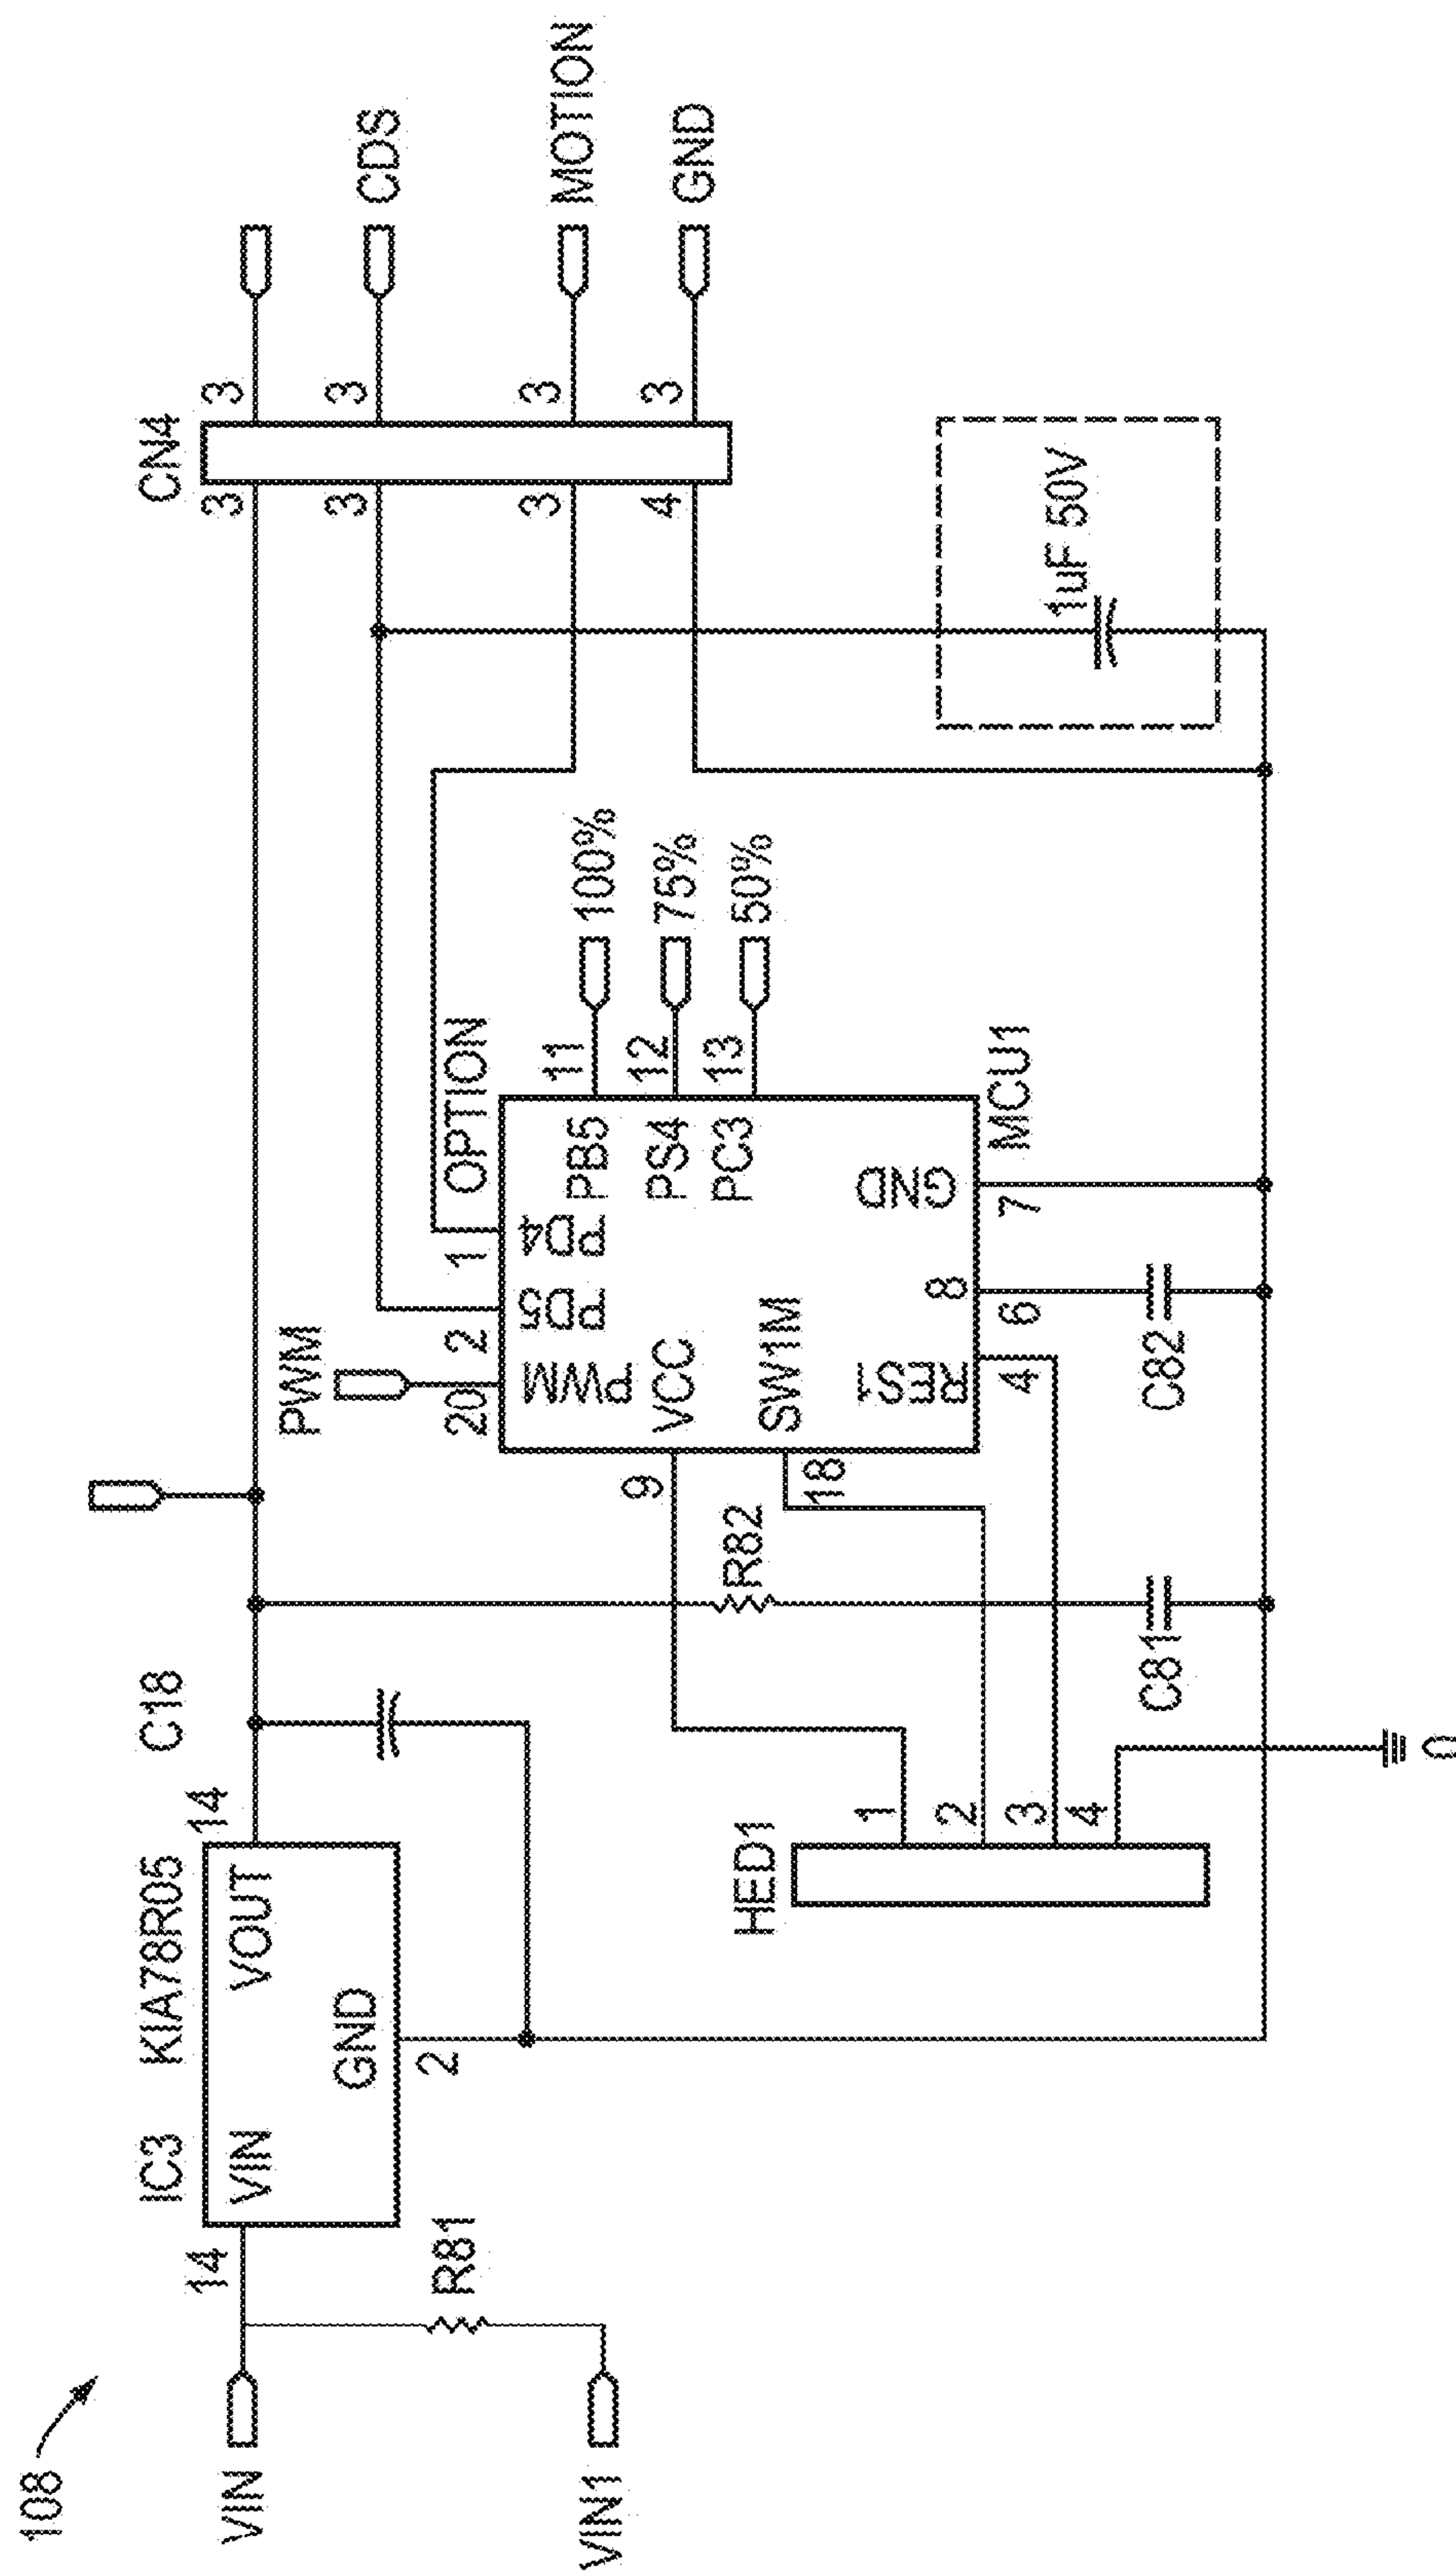 108
VIN
VIN1
14
R81
IC3 KIA78R05
VIN
VOUT
GND
2
14
C18
HED1
1
2
3
4
0
R82
C81
PWM
20
2
1
OPTION
PWM
PD5
PD4
VCC
9
SW1M
18
RES1
8
GND
4
6
7
C82
MCU1
PB5
PS4
PC3
11
12
13
100%
75%
50%
CN4
3
3
3
4
3
3
3
3
CDS
MOTION
GND
1uF 50V